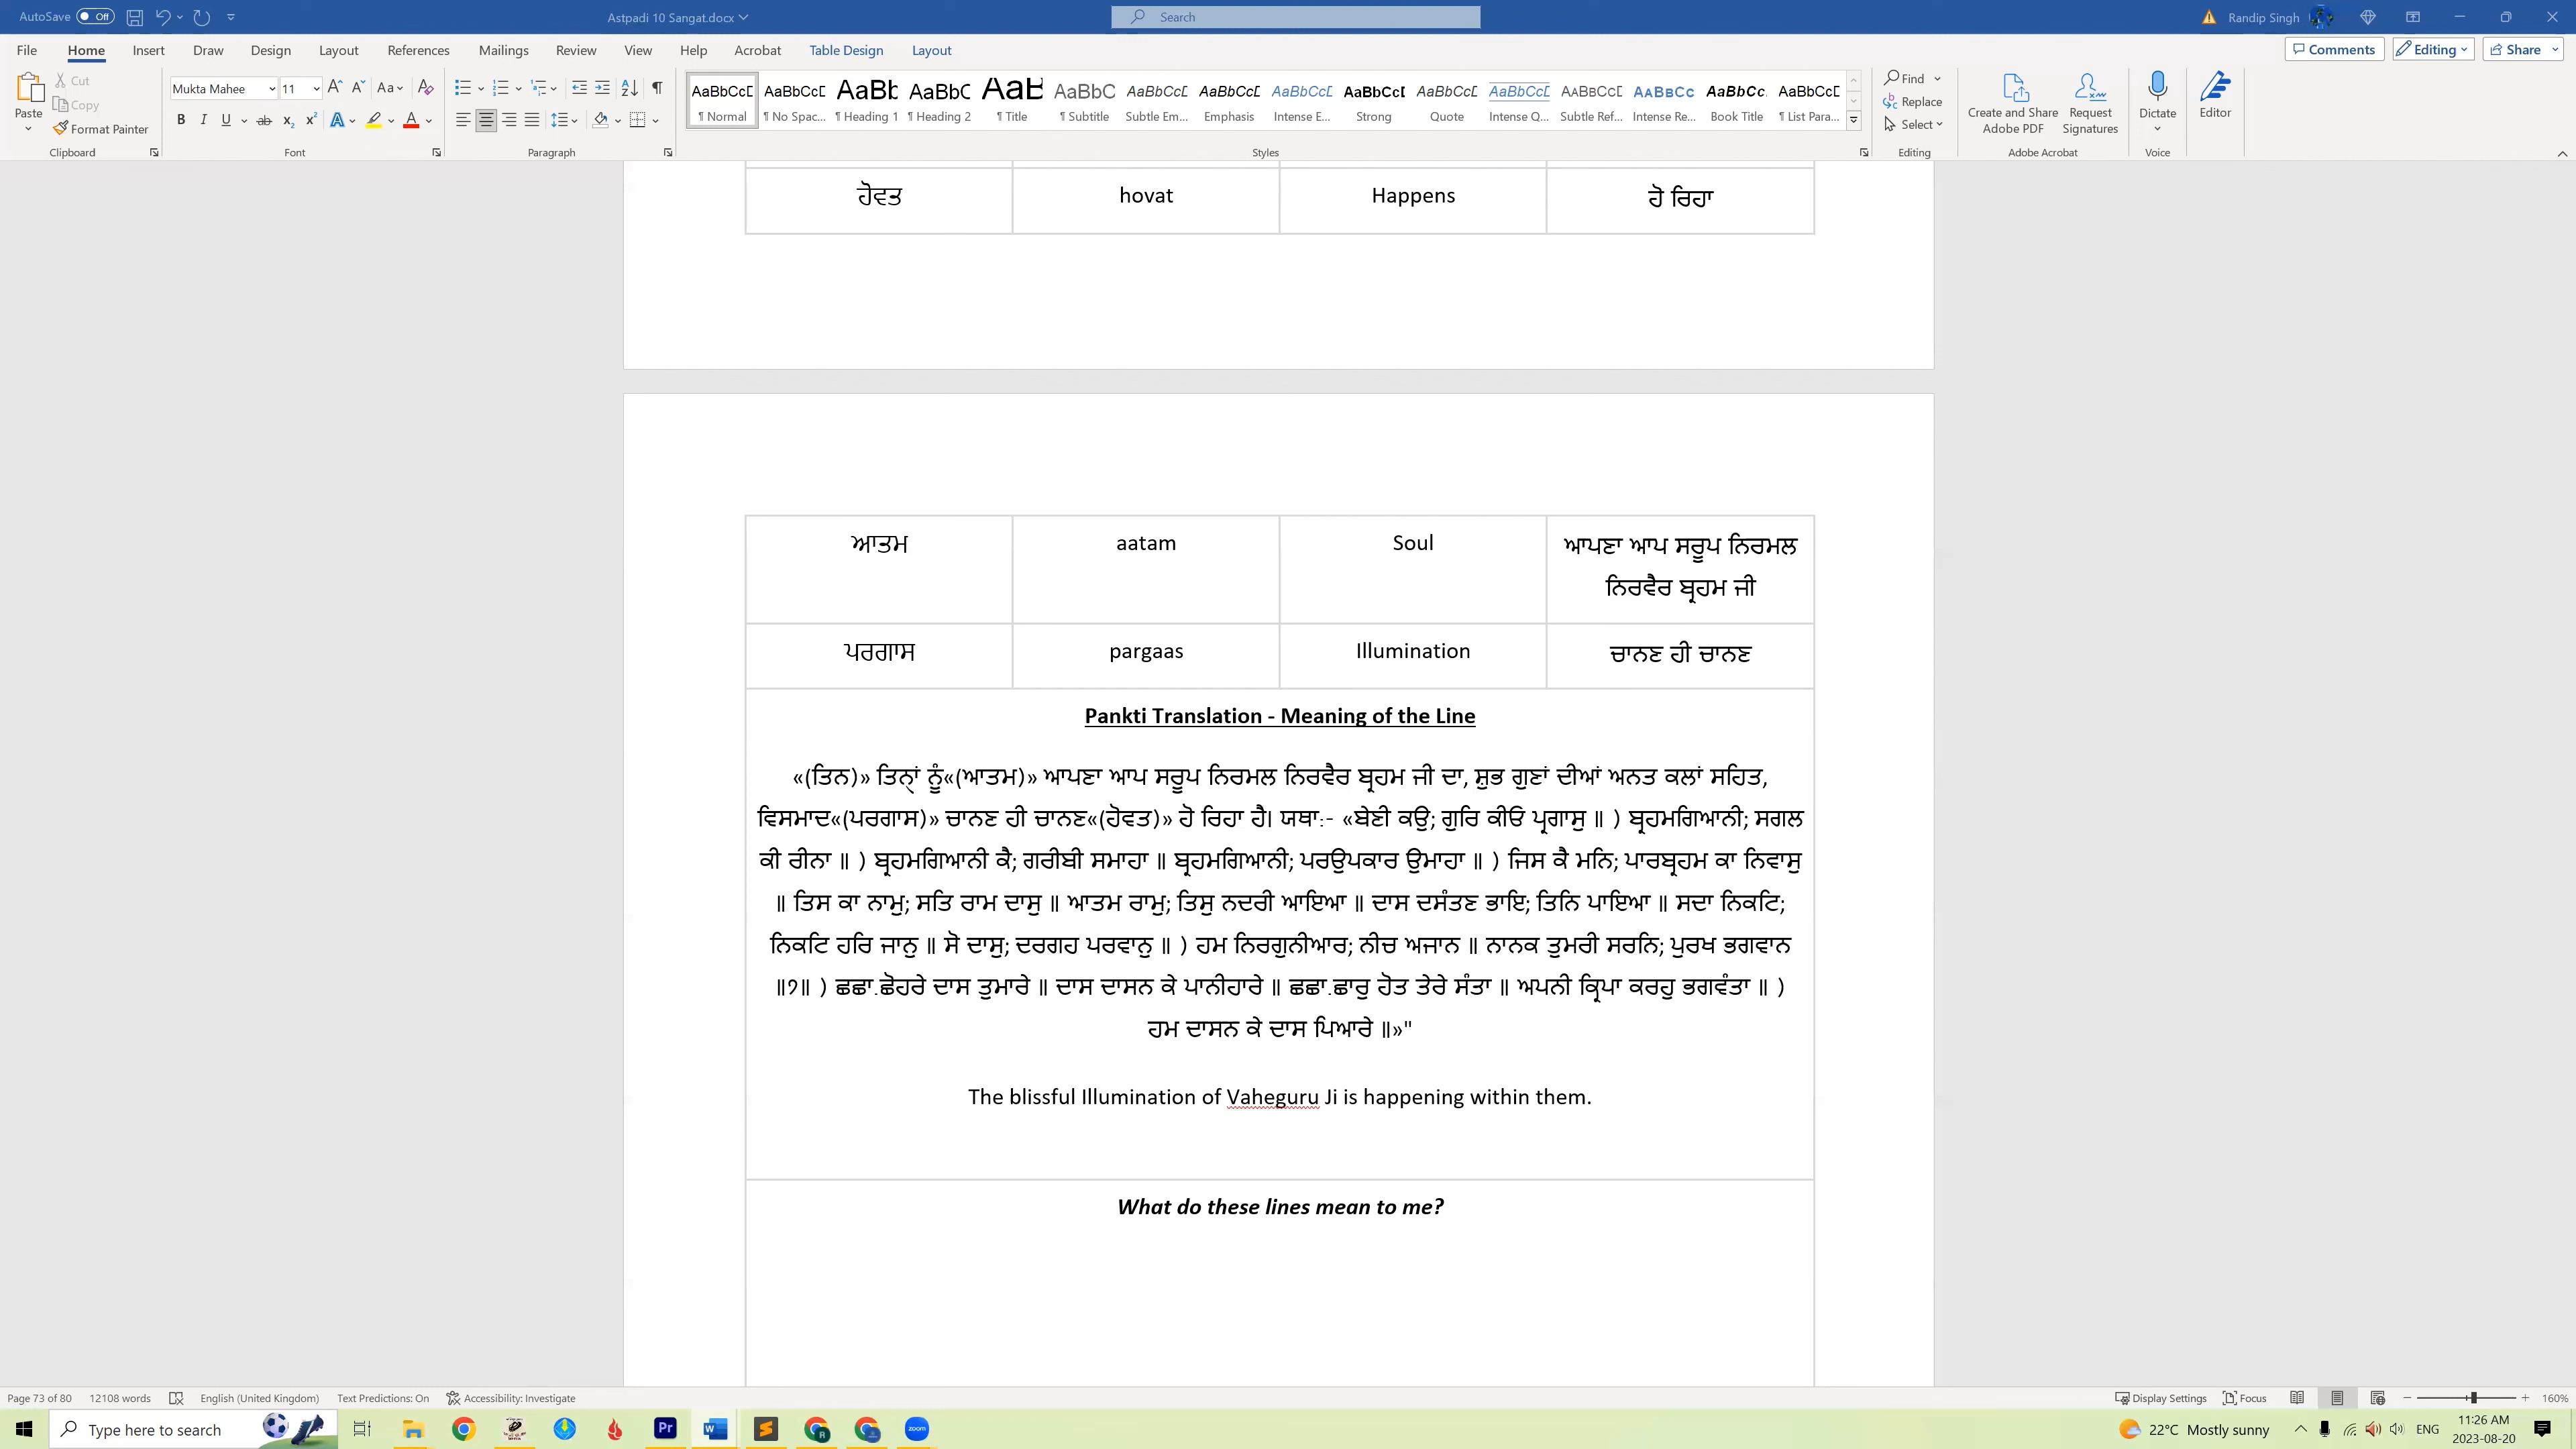 AutoSave Off Astpadi 10 Sangat.docx Search Randip Singh
File Home Insert Draw Design Layout References Mailings Review View Help Acrobat Table Design Layout Comments Editing Share
Paste Cut Copy Format Painter
Mukta Mahee 11
AaBbCcD AaBbCcD AaBb AaBbC AaB AaBbC AaBbCcD AaBbCcD AaBbCcD AaBbCcD AaBbCcD AaBbCcD AaBbCcD AaBbCc AaBbCc AaBbCcD
¶ Normal ¶ No Spac... ¶ Heading 1 ¶ Heading 2 ¶ Title ¶ Subtitle Subtle Em... Emphasis Intense E... Strong Quote Intense Q... Subtle Ref... Intense Re... Book Title ¶ List Para...
Find Replace Select
Create and Share Adobe PDF Request Signatures Dictate Editor
Clipboard Font Paragraph Styles Editing Adobe Acrobat Voice
ਹੋਵਤ hovat Happens ਹੋ ਰਿਹਾ
ਆਤਮ aatam Soul ਆਪਣਾ ਆਪ ਸਰੂਪ ਨਿਰਮਲ
ਨਿਰਵੈਰ ਬ੍ਰਹਮ ਜੀ
ਪਰਗਾਸ pargaas Illumination ਚਾਨਣ ਹੀ ਚਾਨਣ
Pankti Translation - Meaning of the Line
«(ਤਿਨ)» ਤਿਨ੍ਹਾਂ ਨੂੰ«(ਆਤਮ)» ਆਪਣਾ ਆਪ ਸਰੂਪ ਨਿਰਮਲ ਨਿਰਵੈਰ ਬ੍ਰਹਮ ਜੀ ਦਾ, ਸ਼ੁਭ ਗੁਣਾਂ ਦੀਆਂ ਅਨਤ ਕਲਾਂ ਸਹਿਤ,
ਵਿਸਮਾਦ«(ਪਰਗਾਸ)» ਚਾਨਣ ਹੀ ਚਾਨਣ«(ਹੋਵਤ)» ਹੋ ਰਿਹਾ ਹੈ। ਯਥਾ:- «ਬੇਣੀ ਕਉ; ਗੁਰਿ ਕੀਓ ਪ੍ਰਗਾਸੁ ॥ ) ਬ੍ਰਹਮਗਿਆਨੀ; ਸਗਲ
ਕੀ ਰੀਨਾ ॥ ) ਬ੍ਰਹਮਗਿਆਨੀ ਕੈ; ਗਰੀਬੀ ਸਮਾਹਾ ॥ ਬ੍ਰਹਮਗਿਆਨੀ; ਪਰਉਪਕਾਰ ਉਮਾਹਾ ॥ ) ਜਿਸ ਕੈ ਮਨਿ; ਪਾਰਬ੍ਰਹਮ ਕਾ ਨਿਵਾਸੁ
॥ ਤਿਸ ਕਾ ਨਾਮੁ; ਸਤਿ ਰਾਮ ਦਾਸੁ ॥ ਆਤਮ ਰਾਮੁ; ਤਿਸੁ ਨਦਰੀ ਆਇਆ ॥ ਦਾਸ ਦਸੰਤਣ ਭਾਇ; ਤਿਨਿ ਪਾਇਆ ॥ ਸਦਾ ਨਿਕਟਿ;
ਨਿਕਟਿ ਹਰਿ ਜਾਨੁ ॥ ਸੋ ਦਾਸੁ; ਦਰਗਹ ਪਰਵਾਨੁ ॥ ) ਹਮ ਨਿਰਗੁਨੀਆਰ; ਨੀਚ ਅਜਾਨ ॥ ਨਾਨਕ ਤੁਮਰੀ ਸਰਨਿ; ਪੁਰਖ ਭਗਵਾਨ
॥੭॥ ) ਛਛਾ.ਛੋਹਰੇ ਦਾਸ ਤੁਮਾਰੇ ॥ ਦਾਸ ਦਾਸਨ ਕੇ ਪਾਨੀਹਾਰੇ ॥ ਛਛਾ.ਛਾਰੁ ਹੋਤ ਤੇਰੇ ਸੰਤਾ ॥ ਅਪਨੀ ਕ੍ਰਿਪਾ ਕਰਹੁ ਭਗਵੰਤਾ ॥ )
ਹਮ ਦਾਸਨ ਕੇ ਦਾਸ ਪਿਆਰੇ ॥»"
The blissful Illumination of Vaheguru Ji is happening within them.
What do these lines mean to me?
Page 73 of 80 12108 words English (United Kingdom) Text Predictions: On Accessibility: Investigate Display Settings Focus 160%
Type here to search 22°C Mostly sunny ENG 11:26 AM
2023-08-20